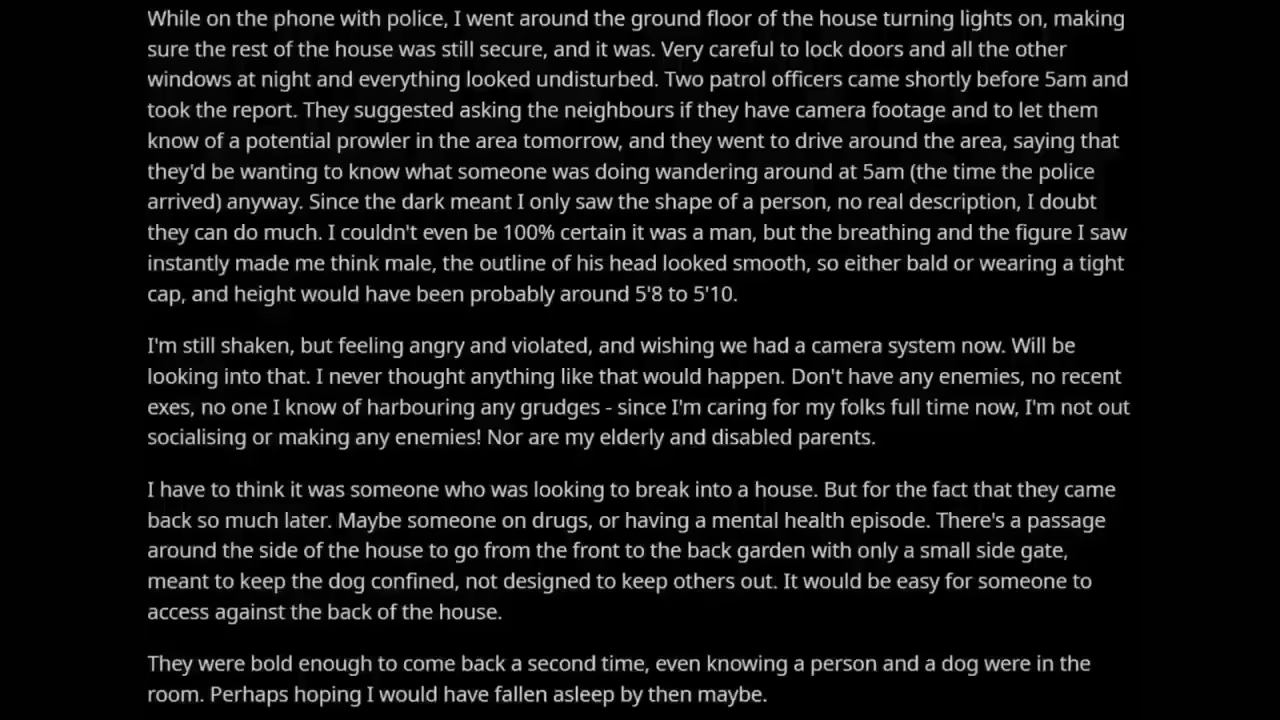 While on the phone with police, I went around the ground floor of the house turning lights on, making
sure the rest of the house was still secure, and it was. Very careful to lock doors and all the other
windows at night and everything looked undisturbed. Two patrol officers came shortly before 5am and
took the report. They suggested asking the neighbours if they have camera footage and to let them
know of a potential prowler in the area tomorrow, and they went to drive around the area, saying that
they'd be wanting to know what someone was doing wandering around at 5am (the time the police
arrived) anyway. Since the dark meant I only saw the shape of a person, no real description, I doubt
they can do much. I couldn't even be 100% certain it was a man, but the breathing and the figure I saw
instantly made me think male, the outline of his head looked smooth, so either bald or wearing a tight
cap, and height would have been probably around 5'8 to 5'10.
I'm still shaken, but feeling angry and violated, and wishing we had a camera system now. Will be
looking into that. I never thought anything like that would happen. Don't have any enemies, no recent
exes, no one I know of harbouring any grudges - since I'm caring for my folks full time now, I'm not out
socialising or making any enemies! Nor are my elderly and disabled parents.
I have to think it was someone who was looking to break into a house. But for the fact that they came
back so much later. Maybe someone on drugs, or having a mental health episode. There's a passage
around the side of the house to go from the front to the back garden with only a small side gate,
meant to keep the dog confined, not designed to keep others out. It would be easy for someone to
access against the back of the house.
They were bold enough to come back a second time, even knowing a person and a dog were in the
room. Perhaps hoping I would have fallen asleep by then maybe.